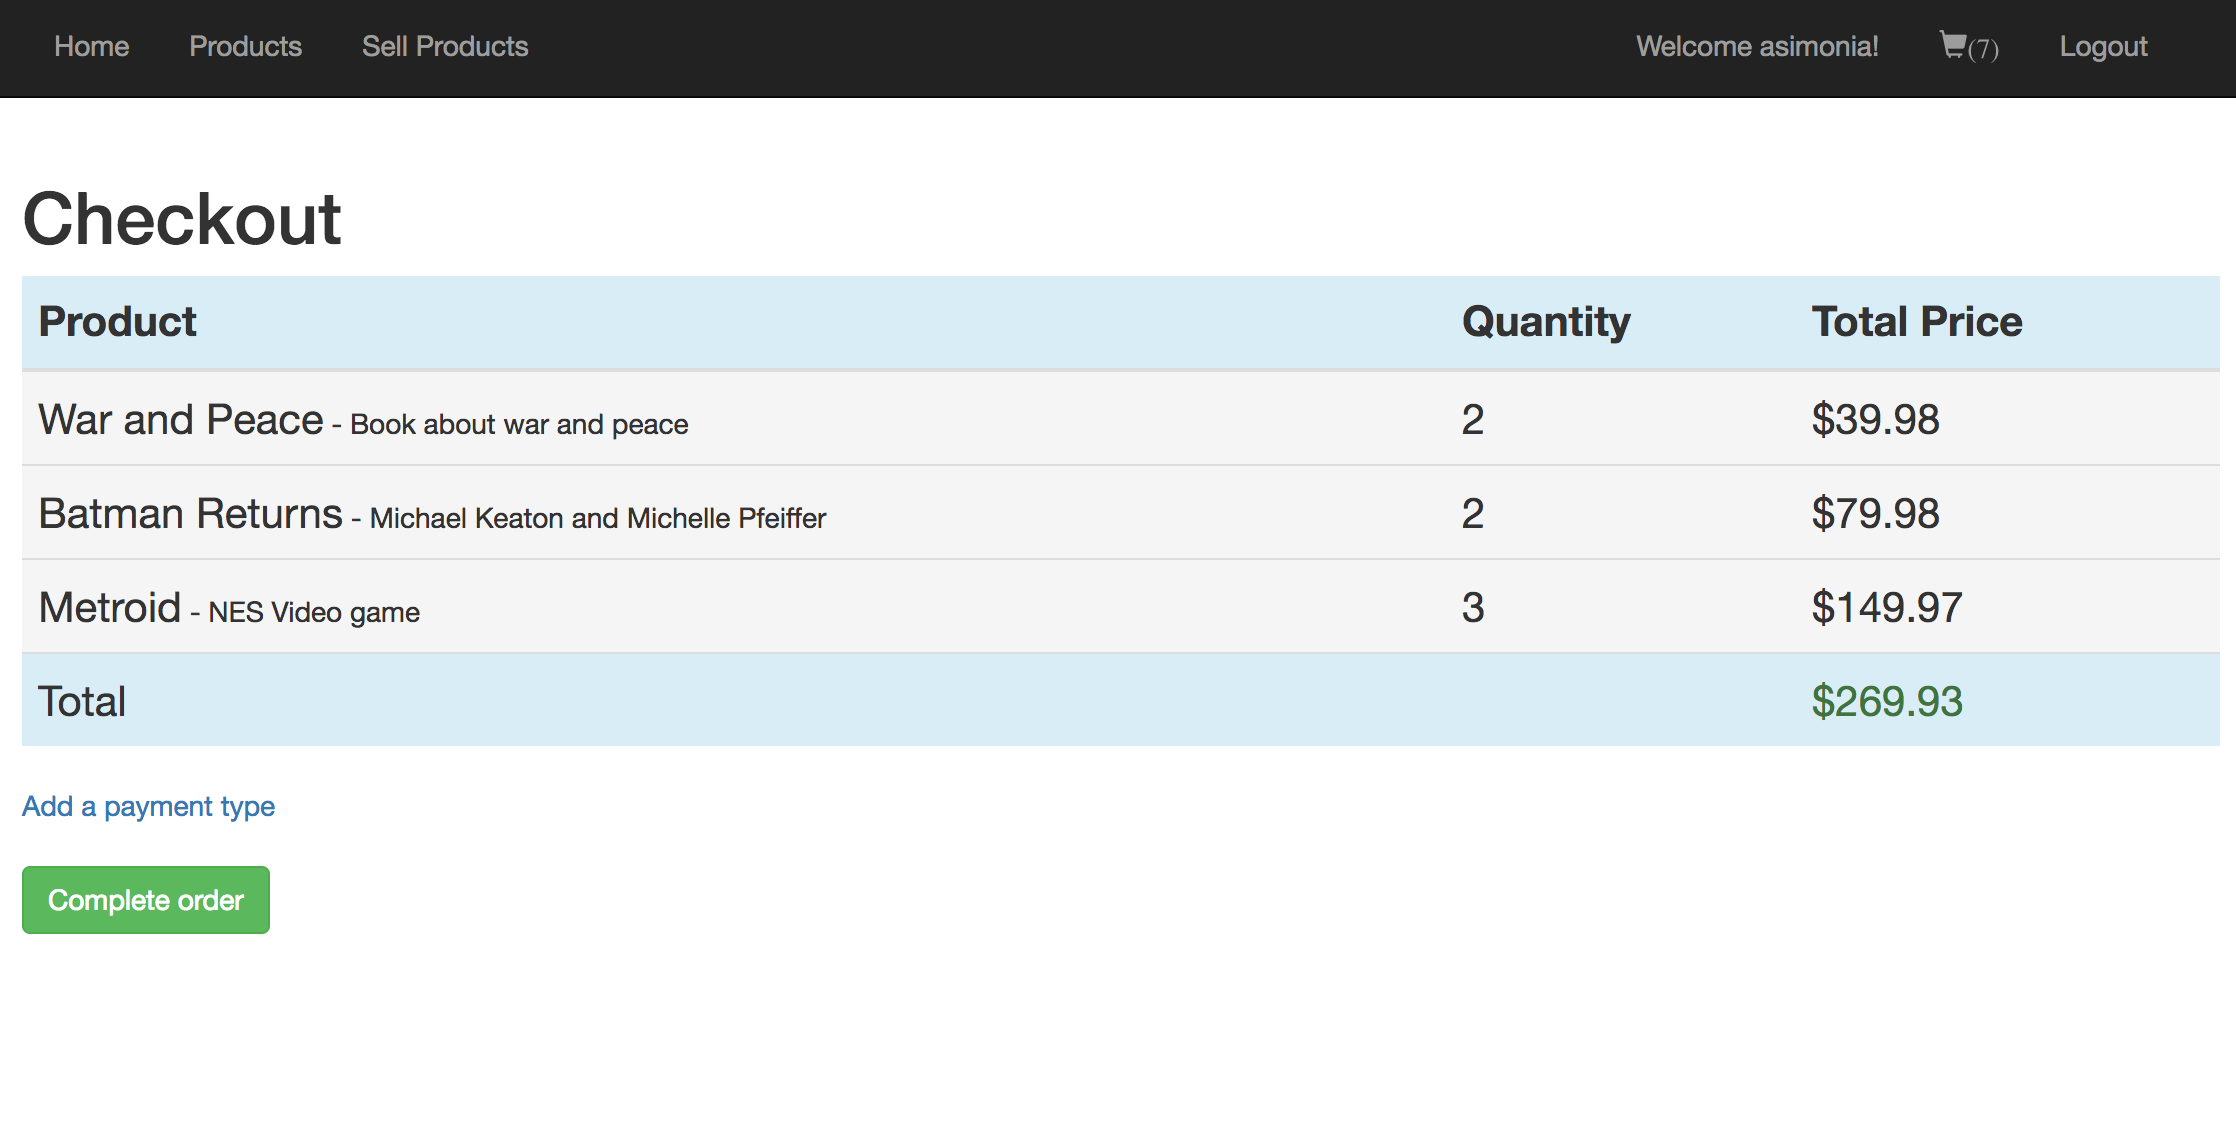 Home Products Sell Products Welcome asimonia! (7) Logout
Checkout
Product Quantity Total Price
War and Peace - Book about war and peace 2 $39.98
Batman Returns - Michael Keaton and Michelle Pfeiffer 2 $79.98
Metroid - NES Video game 3 $149.97
Total $269.93
Add a payment type
Complete order